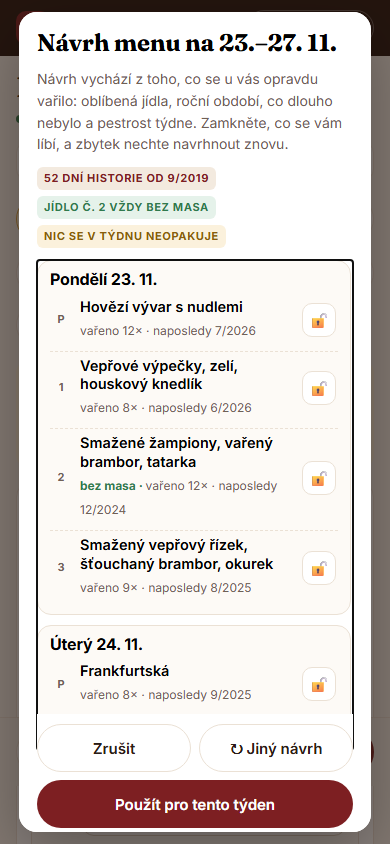 Návrh menu na 23.–27. 11.
Návrh vychází z toho, co se u vás opravdu
vařilo: oblíbená jídla, roční období, co dlouho
nebylo a pestrost týdne. Zamkněte, co se vám
líbí, a zbytek nechte navrhnout znovu.
52 DNÍ HISTORIE OD 9/2019
JÍDLO Č. 2 VŽDY BEZ MASA
NIC SE V TÝDNU NEOPAKUJE
Pondělí 23. 11.
P
Hovězí vývar s nudlemi
vařeno 12× · naposledy 7/2026
1
Vepřové výpečky, zelí,
houskový knedlík
vařeno 8× · naposledy 6/2026
2
Smažené žampiony, vařený
brambor, tatarka
bez masa · vařeno 12× · naposledy
12/2024
3
Smažený vepřový řízek,
šťouchaný brambor, okurek
vařeno 9× · naposledy 8/2025
Úterý 24. 11.
P
Frankfurtská
vařeno 8× · naposledy 9/2025
Zrušit
↻ Jiný návrh
Použít pro tento týden